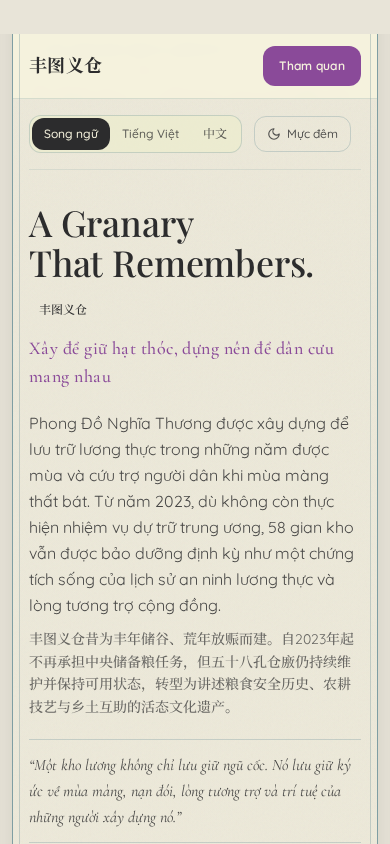 丰图义仓
Tham quan
Song ngữ
Tiếng Việt
中文
Mực đêm
A Granary
That Remembers.
丰图义仓
Xây để giữ hạt thóc, dựng nên để dân cưu
mang nhau
Phong Đồ Nghĩa Thương được xây dựng để
lưu trữ lương thực trong những năm được
mùa và cứu trợ người dân khi mùa màng
thất bát. Từ năm 2023, dù không còn thực
hiện nhiệm vụ dự trữ trung ương, 58 gian kho
vẫn được bảo dưỡng định kỳ như một chứng
tích sống của lịch sử an ninh lương thực và
lòng tương trợ cộng đồng.
丰图义仓昔为丰年储谷、荒年放赈而建。自2023年起
不再承担中央储备粮任务，但五十八孔仓廒仍持续维
护并保持可用状态，转型为讲述粮食安全历史、农耕
技艺与乡土互助的活态文化遗产。
“Một kho lương không chỉ lưu giữ ngũ cốc. Nó lưu giữ ký
ức về mùa màng, nạn đói, lòng tương trợ và trí tuệ của
những người xây dựng nó.”